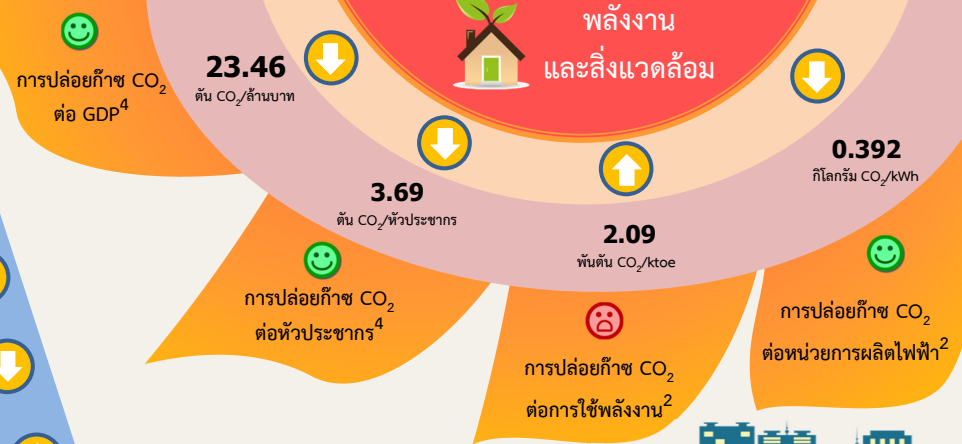 พลังงาน
และสิ่งแวดล้อม
การปล่อยก๊าซ CO₂
ต่อ GDP⁴
23.46
ตัน CO₂/ล้านบาท
3.69
ตัน CO₂/หัวประชากร
2.09
พันตัน CO₂/ktoe
0.392
กิโลกรัม CO₂/kWh
การปล่อยก๊าซ CO₂
ต่อหัวประชากร⁴
การปล่อยก๊าซ CO₂
ต่อการใช้พลังงาน²
การปล่อยก๊าซ CO₂
ต่อหน่วยการผลิตไฟฟ้า²